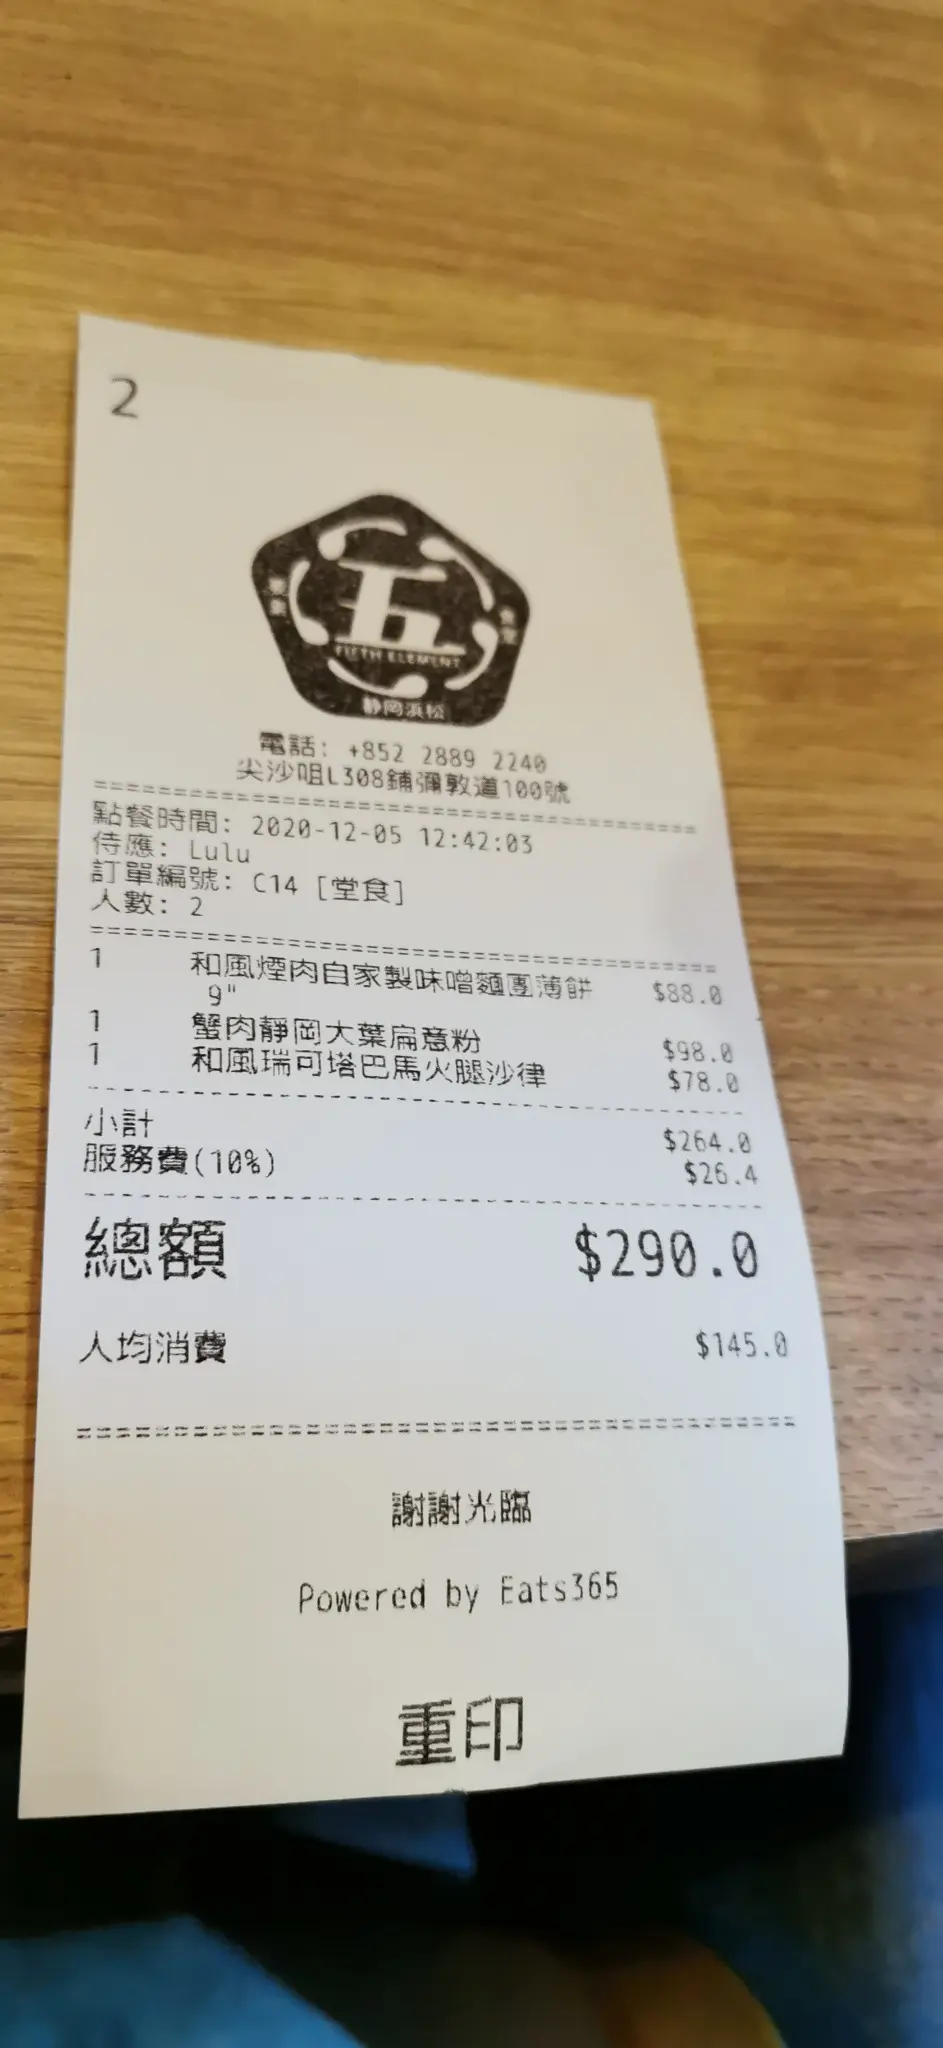 2
五
FIFTH ELEMENT
静岡浜松
電話: +852 2889 2240
尖沙咀L308鋪彌敦道100號
點餐時間: 2020-12-05 12:42:03
侍應: Lulu
訂單編號: C14 [堂食]
人數: 2
1 和風煙肉自家製味噌麵團薄餅 $88.0
9"
1 蟹肉靜岡大葉扁意粉 $98.0
1 和風瑞可塔巴馬火腿沙律 $78.0
小計 $264.0
服務費(10%) $26.4
總額 $290.0
人均消費 $145.0
謝謝光臨
Powered by Eats365
重印